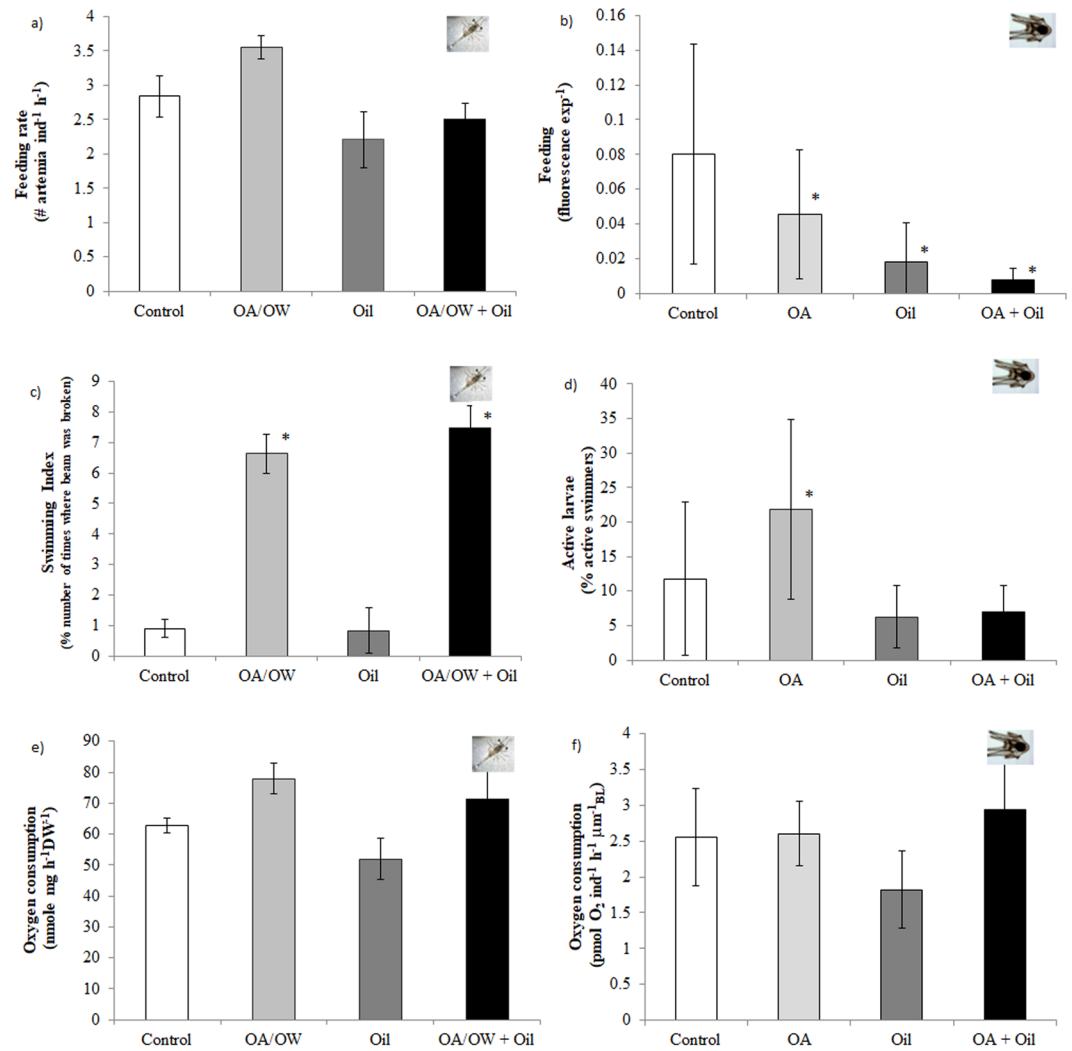 a)
Feeding rate
(# artemia ind-1 h-1)
4
3.5
3
2.5
2
1.5
1
0.5
0
Control OA/OW Oil OA/OW + Oil
b)
Feeding
(fluorescence exp-1)
0.16
0.14
0.12
0.1
0.08
0.06
0.04
0.02
0
* * *
Control OA Oil OA + Oil
c)
Swimming Index
(% number of times where beam was broken)
9
8
7
6
5
4
3
2
1
0
* *
Control OA/OW Oil OA/OW + Oil
d)
Active larvae
(% active swimmers)
40
35
30
25
20
15
10
5
0
*
Control OA Oil OA + Oil
e)
Oxygen consumption
(nmole mg h-1DW-1)
90
80
70
60
50
40
30
20
10
0
Control OA/OW Oil OA/OW + Oil
f)
Oxygen consumption
(pmol O2 ind-1 h-1 µm-1BL)
4
3.5
3
2.5
2
1.5
1
0.5
0
Control OA Oil OA + Oil